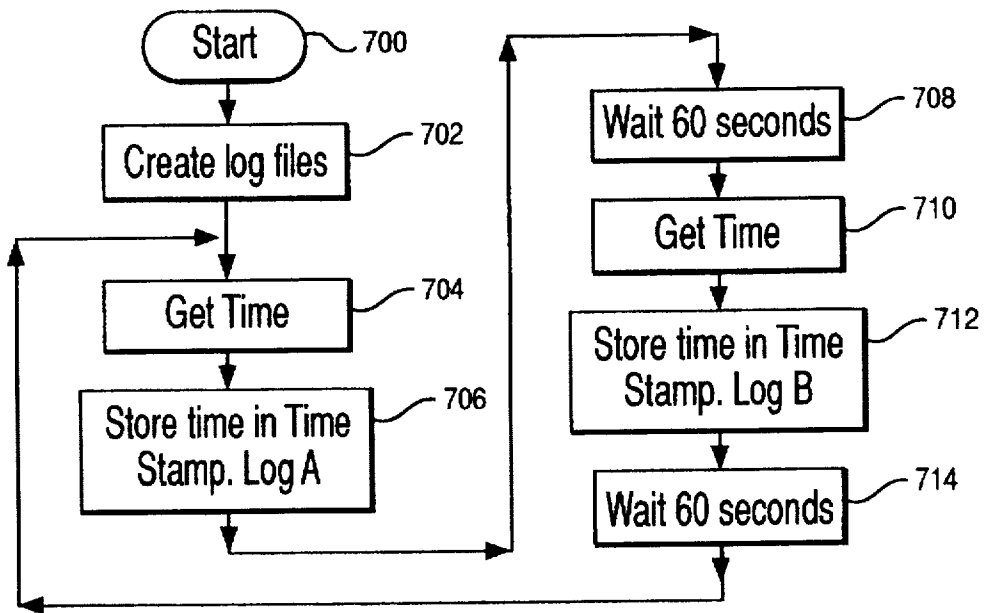 Start
700
Create log files
702
Get Time
704
Store time in Time
Stamp. Log A
706
Wait 60 seconds
708
Get Time
710
Store time in Time
Stamp. Log B
712
Wait 60 seconds
714